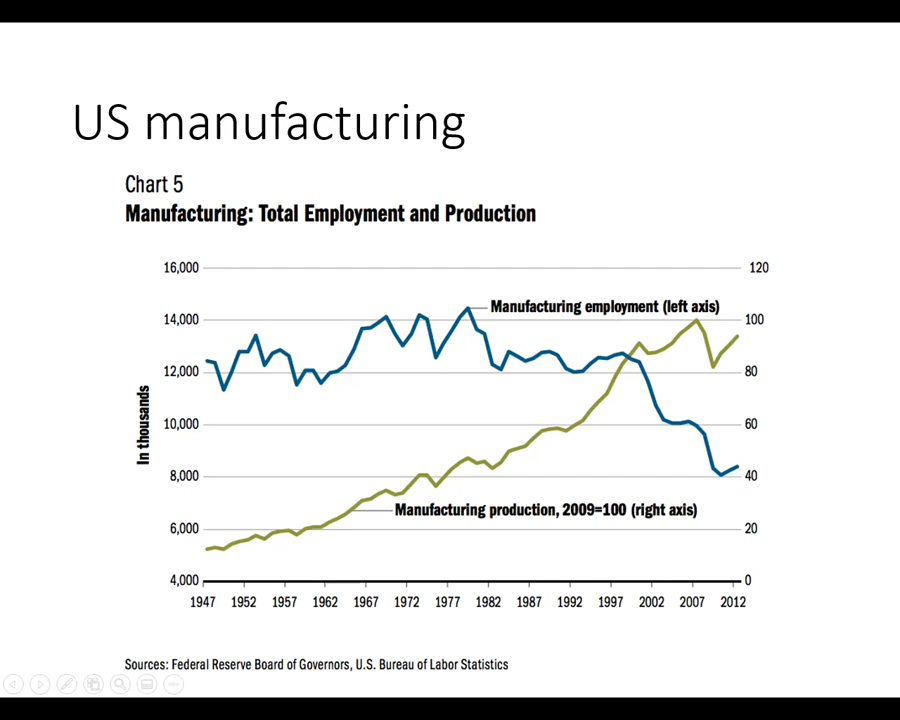 US manufacturing
Chart 5
Manufacturing: Total Employment and Production
16,000
14,000
12,000
10,000
8,000
6,000
4,000
In thousands
120
100
80
60
40
20
0
Manufacturing employment (left axis)
Manufacturing production, 2009=100 (right axis)
1947 1952 1957 1962 1967 1972 1977 1982 1987 1992 1997 2002 2007 2012
Sources: Federal Reserve Board of Governors, U.S. Bureau of Labor Statistics